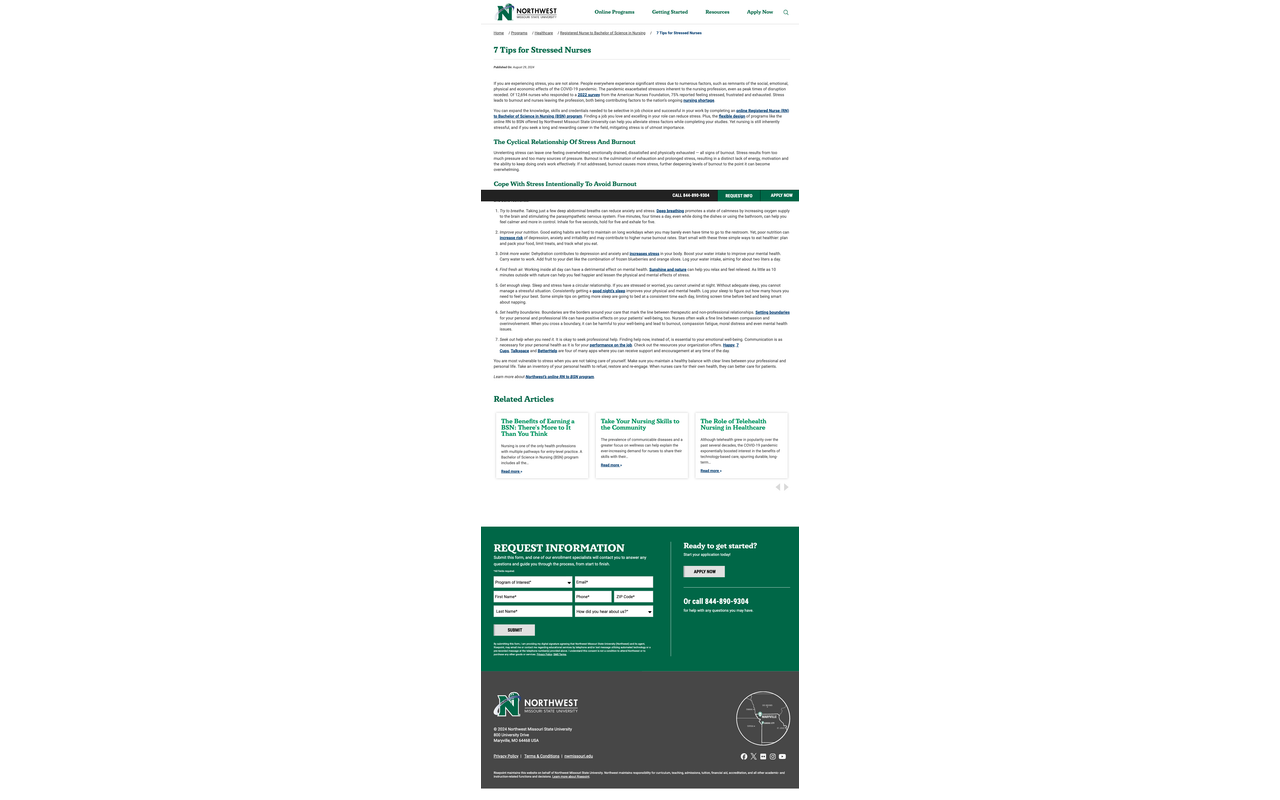 NORTHWEST
MISSOURI STATE UNIVERSITY
Online Programs
Getting Started
Resources
Apply Now
Home / Programs / Healthcare / Registered Nurse to Bachelor of Science in Nursing / 7 Tips for Stressed Nurses
7 Tips for Stressed Nurses
Published On: August 29, 2024
If you are experiencing stress, you are not alone. People everywhere experience significant stress due to numerous factors, such as remnants of the social, emotional,
physical and economic effects of the COVID-19 pandemic. The pandemic exacerbated stressors inherent to the nursing profession, even as peak times of disruption
receded. Of 12,694 nurses who responded to a 2022 survey from the American Nurses Foundation, 75% reported feeling stressed, frustrated and exhausted. Stress
leads to burnout and nurses leaving the profession, both being contributing factors to the nation's ongoing nursing shortage.
You can expand the knowledge, skills and credentials needed to be selective in job choice and successful in your work by completing an online Registered Nurse (RN)
to Bachelor of Science in Nursing (BSN) program. Finding a job you love and excelling in your role can reduce stress. Plus, the flexible design of programs like the
online RN to BSN offered by Northwest Missouri State University can help you alleviate stress factors while completing your studies. Yet nursing is still inherently
stressful, and if you seek a long and rewarding career in the field, mitigating stress is of utmost importance.
The Cyclical Relationship Of Stress And Burnout
Unrelenting stress can leave one feeling overwhelmed, emotionally drained, dissatisfied and physically exhausted — all signs of burnout. Stress results from too
much pressure and too many sources of pressure. Burnout is the culmination of exhaustion and prolonged stress, resulting in a distinct lack of energy, motivation and
the ability to keep doing one's work effectively. If not addressed, burnout causes more stress, further deepening levels of burnout to the point it can become
overwhelming.
Cope With Stress Intentionally To Avoid Burnout
CALL 844-890-9304
REQUEST INFO
APPLY NOW
1. Try to breathe. Taking just a few deep abdominal breaths can reduce anxiety and stress. Deep breathing promotes a state of calmness by increasing oxygen supply
to the brain and stimulating the parasympathetic nervous system. Five minutes, four times a day, even while doing the dishes or using the bathroom, can help you
feel calmer and more in control. Inhale for five seconds, hold for five and exhale for five.
2. Improve your nutrition. Good eating habits are hard to maintain on long workdays when you may barely even have time to go to the restroom. Yet, poor nutrition can
increase risk of depression, anxiety and irritability and may contribute to higher nurse burnout rates. Start small with these three simple ways to eat healthier: plan
and pack your food, limit treats, and track what you eat.
3. Drink more water. Dehydration contributes to depression and anxiety and increases stress in your body. Boost your water intake to improve your mental health.
Carry water to work. Add fruit to your diet like the combination of frozen blueberries and orange slices. Log your water intake, aiming for about two liters a day.
4. Find fresh air. Working inside all day can have a detrimental effect on mental health. Sunshine and nature can help you relax and feel relieved. As little as 15
minutes outside with nature can help you feel happier and lessen the physical and mental effects of stress.
5. Get enough sleep. Sleep and stress have a circular relationship: If you are stressed or worried, you cannot unwind at night. Without adequate sleep, you cannot
manage a stressful situation. Consistently getting a good night's sleep improves your physical and mental health. Log your sleep to figure out how many hours you
need to feel your best. Some simple tips on getting more sleep are going to bed at a consistent time each day, limiting screen time before bed and being smart
about napping.
6. Set healthy boundaries. Boundaries are the borders around your care that mark the line between therapeutic and non-professional relationships. Setting boundaries
for your personal and professional life can have positive effects on your patients' well-being, too. Nurses often walk a fine line between compassion and
overinvolvement. When you cross a boundary, it can be harmful to your well-being and lead to burnout, compassion fatigue, moral distress and even mental health
issues.
7. Seek out help when you need it. It is okay to seek professional help. Finding help now, instead of, is essential to your emotional well-being. Communication is as
necessary for your personal health as it is for your performance on the job. Check out the resources your organization offers. Happy, 7
Cups, Talkspace and BetterHelp are four of many apps where you can receive support and encouragement at any time of the day.
You are most vulnerable to stress when you are not taking care of yourself. Make sure you maintain a healthy balance with clear lines between your professional and
personal life. Take an inventory of your personal health to refuel, restore and re-engage. When nurses care for their own health, they can better care for patients.
Learn more about Northwest's online RN to BSN program.
Related Articles
The Benefits of Earning a
BSN: There's More to It
Than You Think
Nursing is one of the only health professions
with multiple pathways for entry-level practice. A
Bachelor of Science in Nursing (BSN) program
includes all the...
Read more »
Take Your Nursing Skills to
the Community
The prevalence of communicable diseases and a
greater focus on wellness can help explain the
ever-increasing demand for nurses to share their
skills with their...
Read more »
The Role of Telehealth
Nursing in Healthcare
Although telehealth grew in popularity over the
past several decades, the COVID-19 pandemic
exponentially boosted interest in the benefits of
technology-based care, spurring durable, long-
term...
Read more »
REQUEST INFORMATION
Submit this form, and one of our enrollment specialists will contact you to answer any
questions and guide you through the process, from start to finish.
*All fields required.
Program of Interest*
Email*
First Name*
Phone*
ZIP Code*
Last Name*
How did you hear about us?*
SUBMIT
Ready to get started?
Start your application today!
APPLY NOW
Or call 844-890-9304
for help with any questions you may have.
NORTHWEST
MISSOURI STATE UNIVERSITY
© 2024 Northwest Missouri State University
800 University Drive
Maryville, MO 64468 USA
Privacy Policy | Terms & Conditions | nwmissouri.edu
Risepoint maintains this website on behalf of Northwest Missouri State University. Northwest maintains responsibility for curriculum, teaching, admissions, tuition, financial aid, accreditation, and all other academic- and
instruction-related functions and decisions. Learn more about Risepoint.